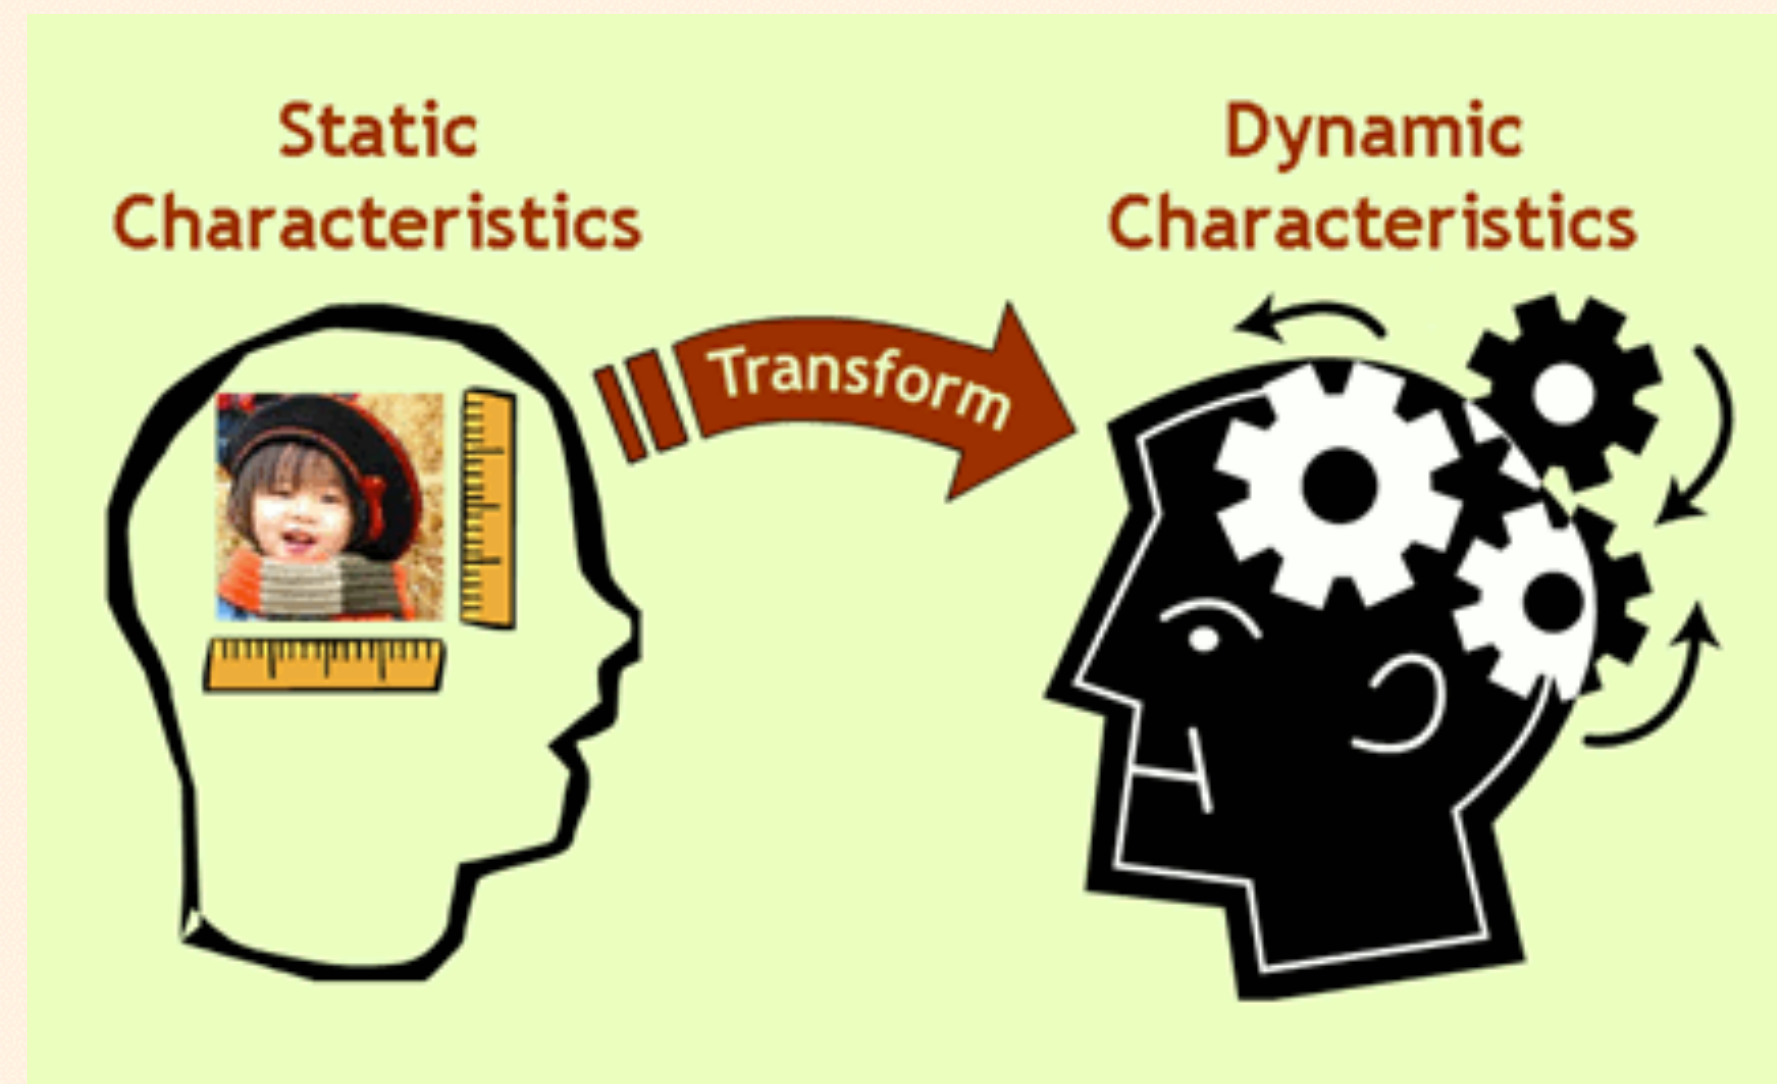 Static
Characteristics
Transform
Dynamic
Characteristics